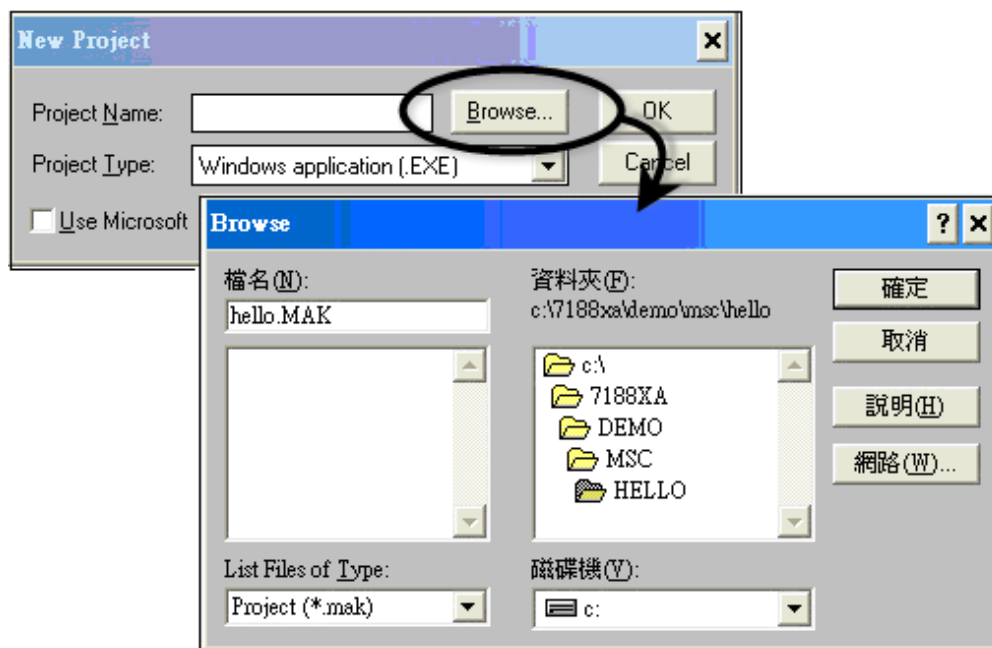 New Project
Project Name:
Browse...
OK
Project Type:
Windows application (.EXE)
Cancel
Use Microsoft
Browse
檔名(N):
hello.MAK
資料夾(F):
c:\7188xa\demo\msc\hello
c:\
7188XA
DEMO
MSC
HELLO
確定
取消
說明(H)
網路(W)...
List Files of Type:
Project (*.mak)
磁碟機(V):
c: